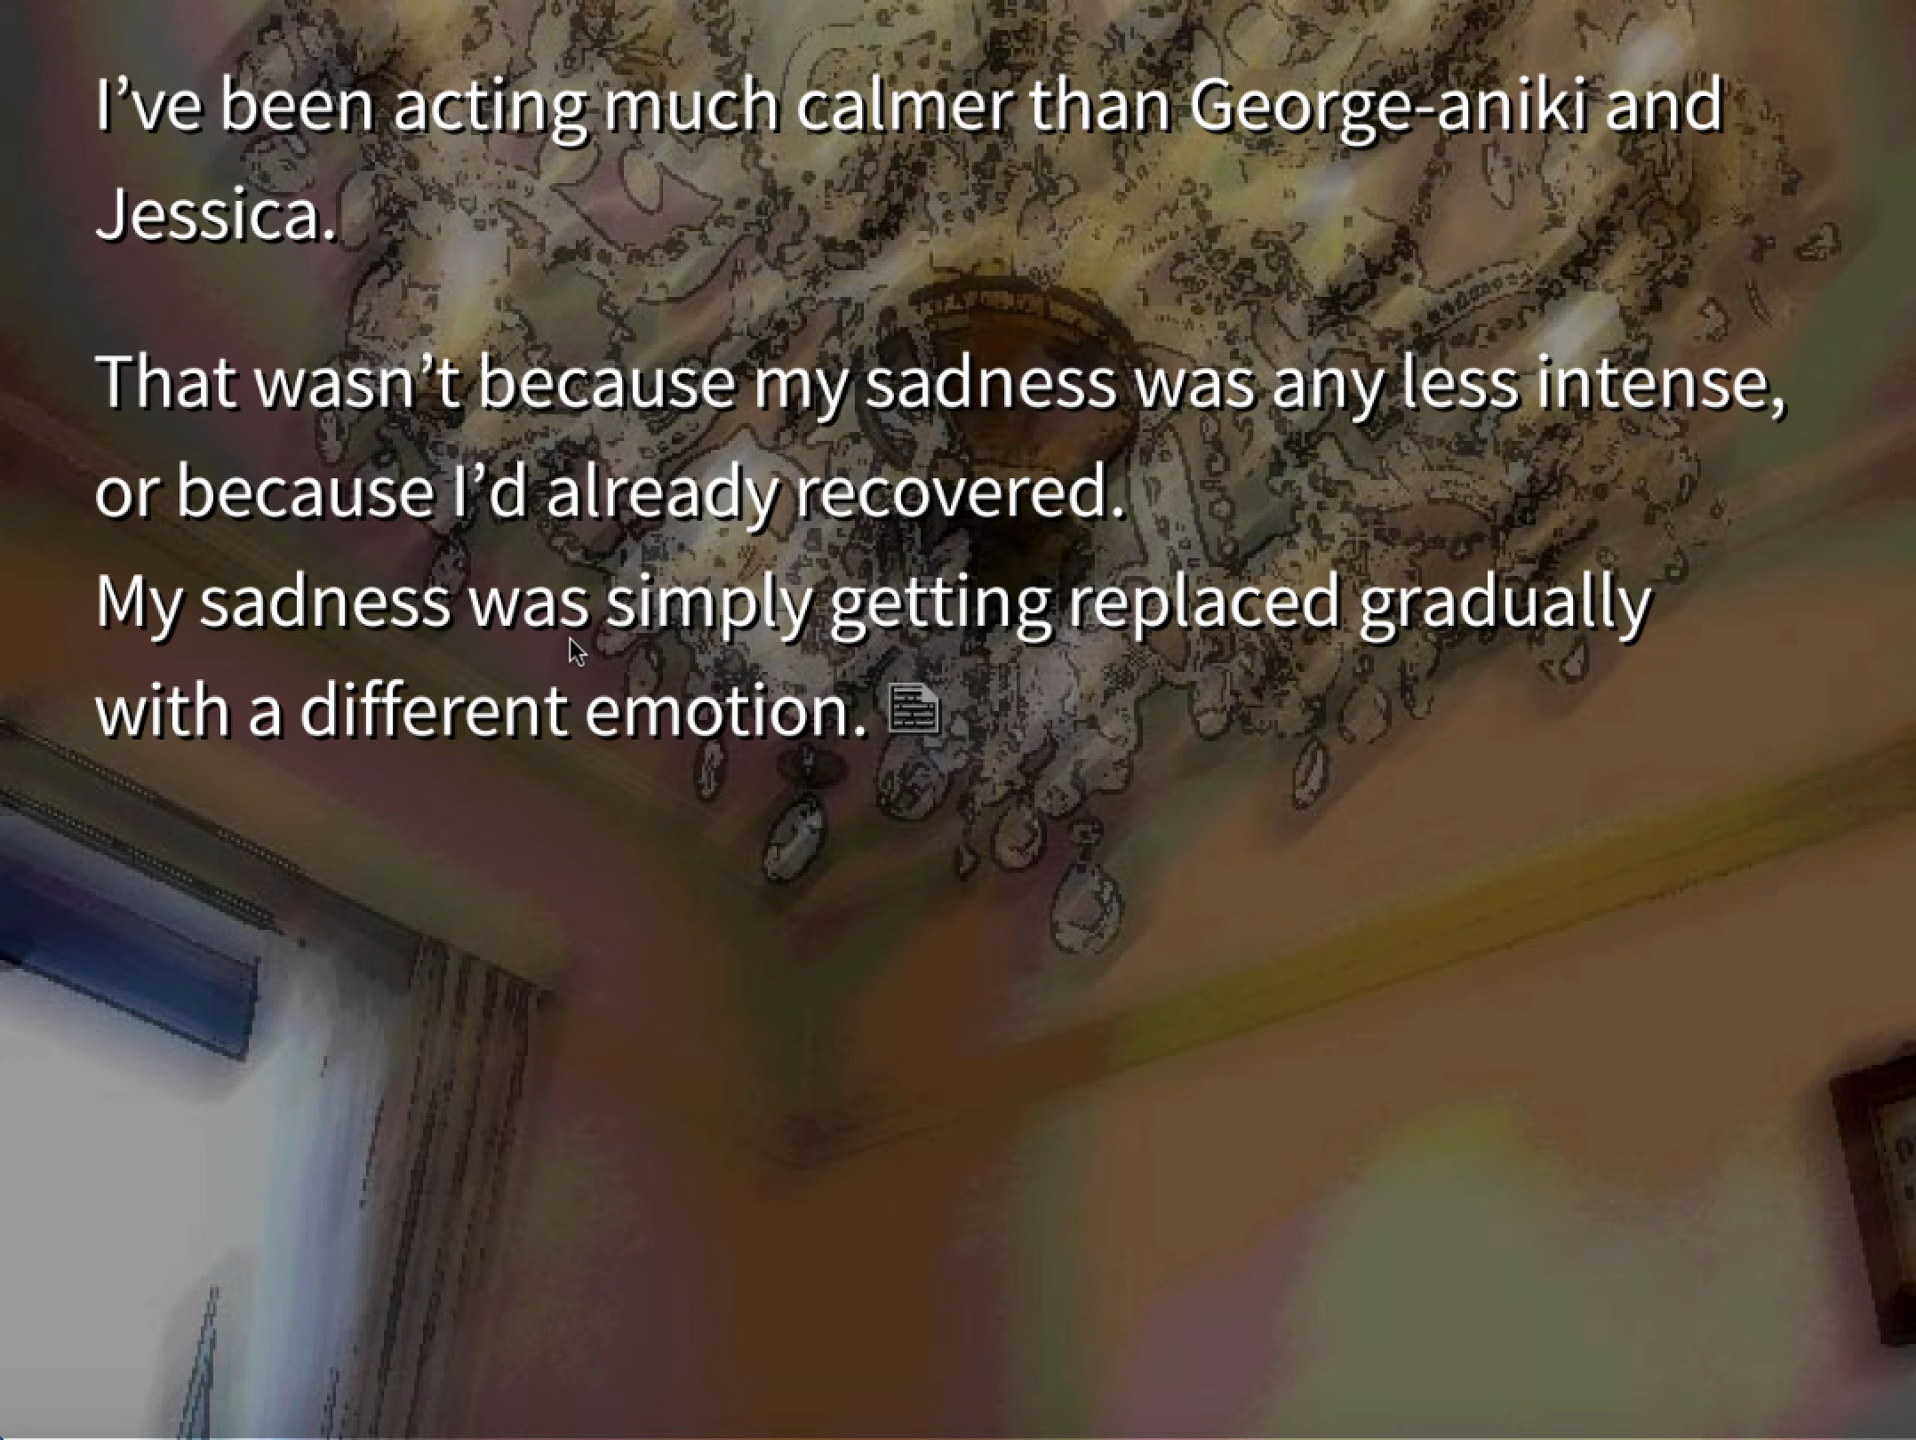 I’ve been acting much calmer than George-aniki and
Jessica.
That wasn’t because my sadness was any less intense,
or because I’d already recovered.
My sadness was simply getting replaced gradually
with a different emotion.